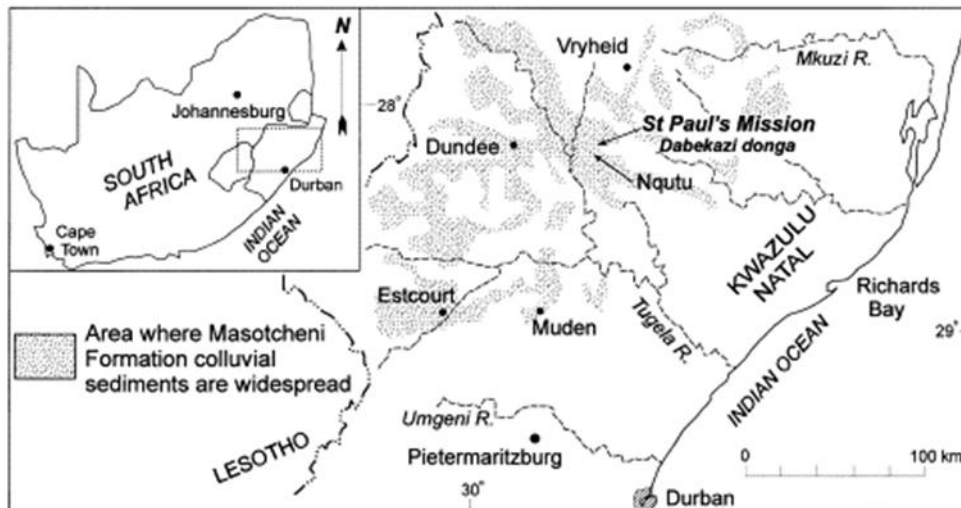 N
Johannesburg
SOUTH
AFRICA
Durban
Cape
Town
INDIAN
OCEAN
Vryheid
Mkuzi R.
28°
St Paul's Mission
Dabekazi donga
Dundee
Nqutu
KWAZULU
NATAL
Estcourt
Richards
Bay
Muden
Tugela R.
29°
Area where Masotcheni
Formation colluvial
sediments are widespread
INDIAN OCEAN
Umgeni R.
LESOTHO
Pietermaritzburg
0 100 km
30°
Durban